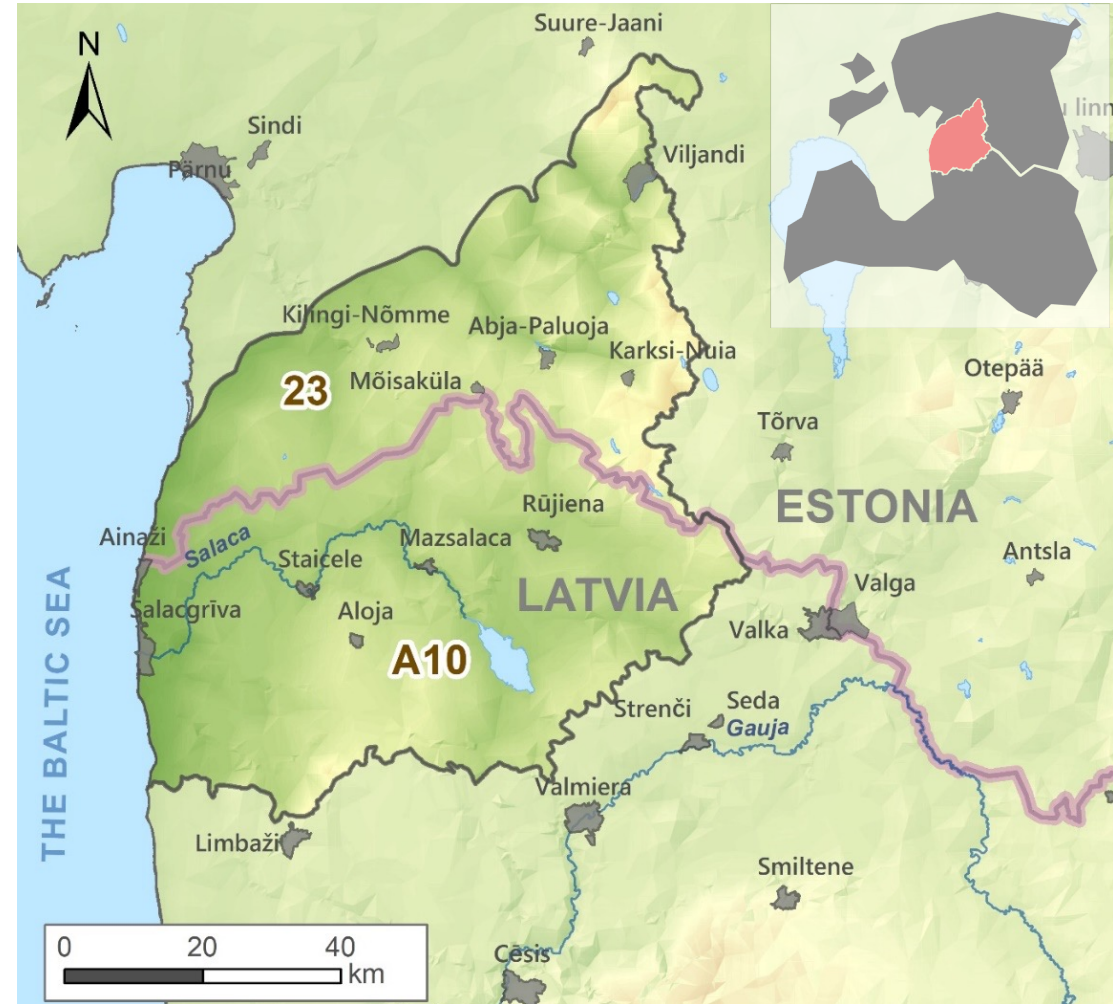 Suure-Jaani
N
Sindi
u linn
Pärnu
Viljandi
Kilingi-Nõmme
Abja-Paluoja
Karksi-Nuia
Otepää
Mõisaküla
23
Tõrva
Rūjiena
ESTONIA
Ainaži
Salaca
Mazsalaca
Antsla
Staicele
Valga
LATVIA
Salacgrīva
Aloja
Valka
A10
Strenči
Seda
Gauja
THE BALTIC SEA
Valmiera
Limbaži
Smiltene
0 20 40
km
Cēsis